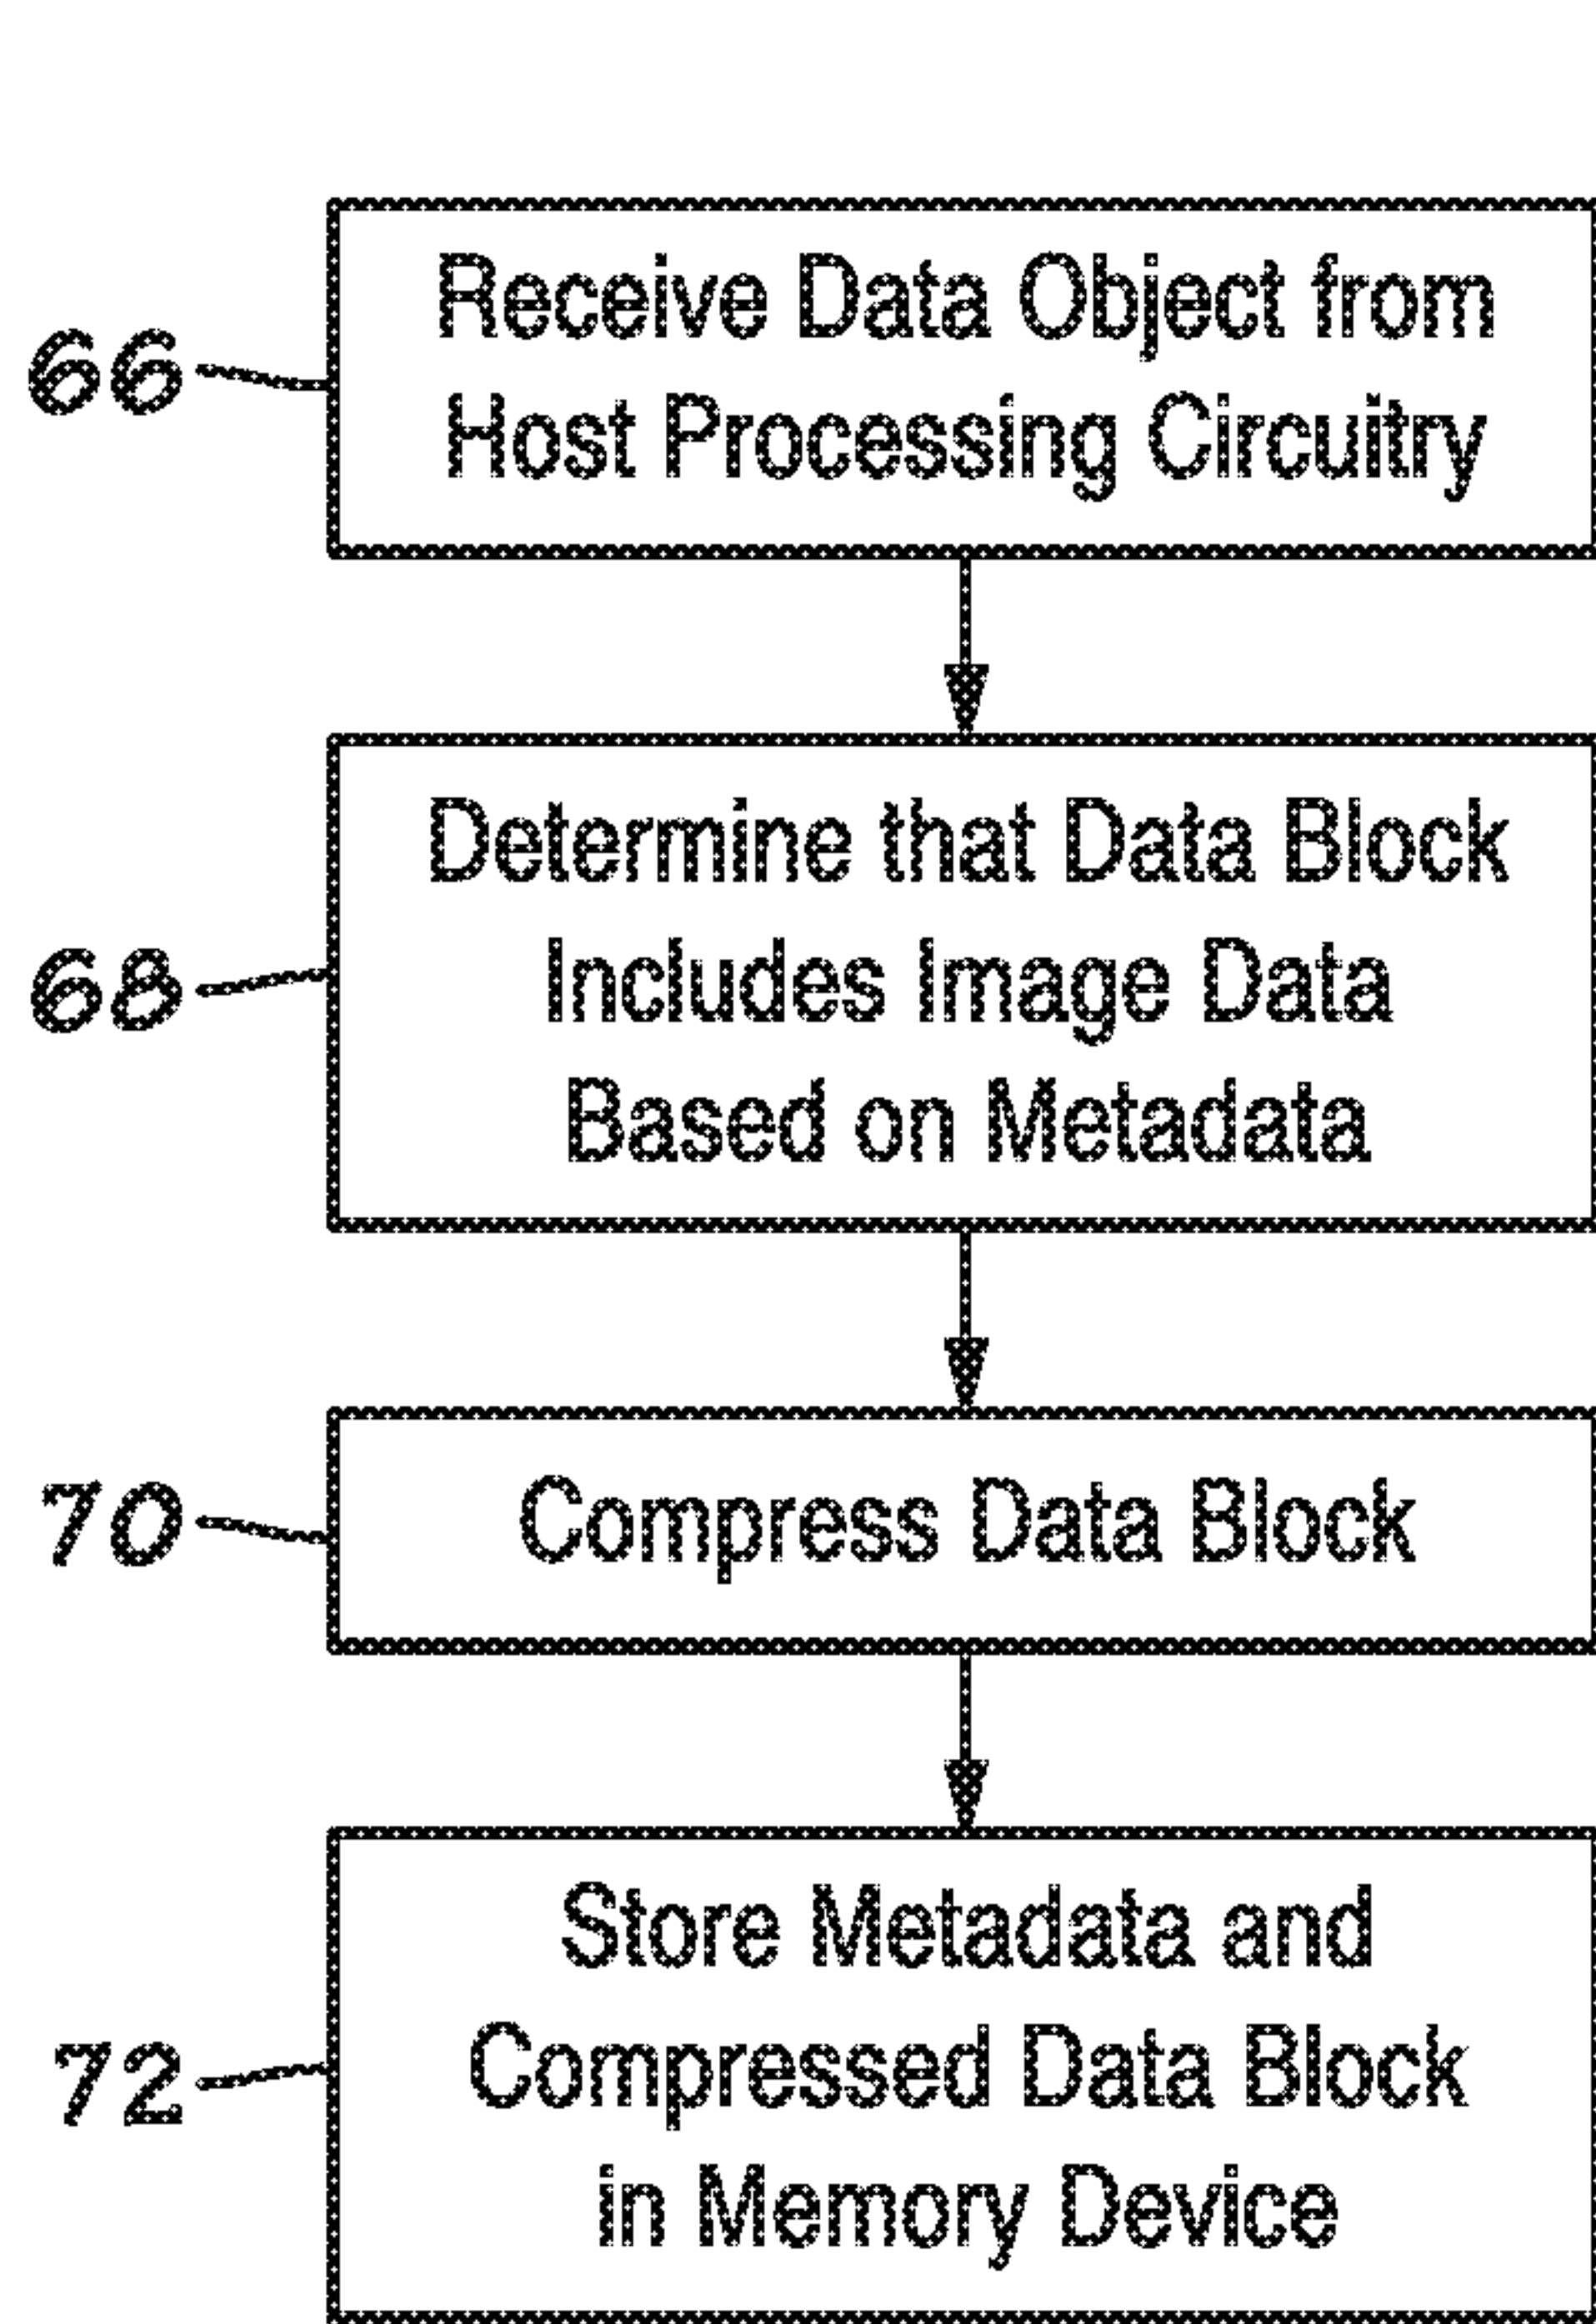 66
Receive Data Object from
Host Processing Circuitry
68
Determine that Data Block
Includes Image Data
Based on Metadata
70
Compress Data Block
72
Store Metadata and
Compressed Data Block
in Memory Device